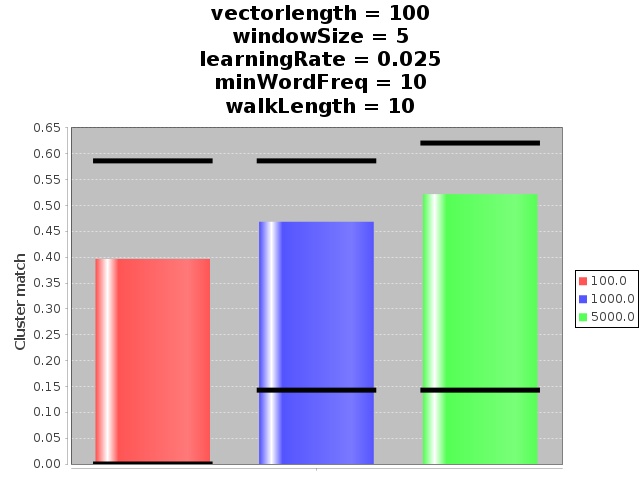 vectorlength = 100
windowSize = 5
learningRate = 0.025
minWordFreq = 10
walkLength = 10
0.65
0.60
0.55
0.50
0.45
0.40
0.35
0.30
0.25
0.20
0.15
0.10
0.05
0.00
Cluster match
100.0
1000.0
5000.0